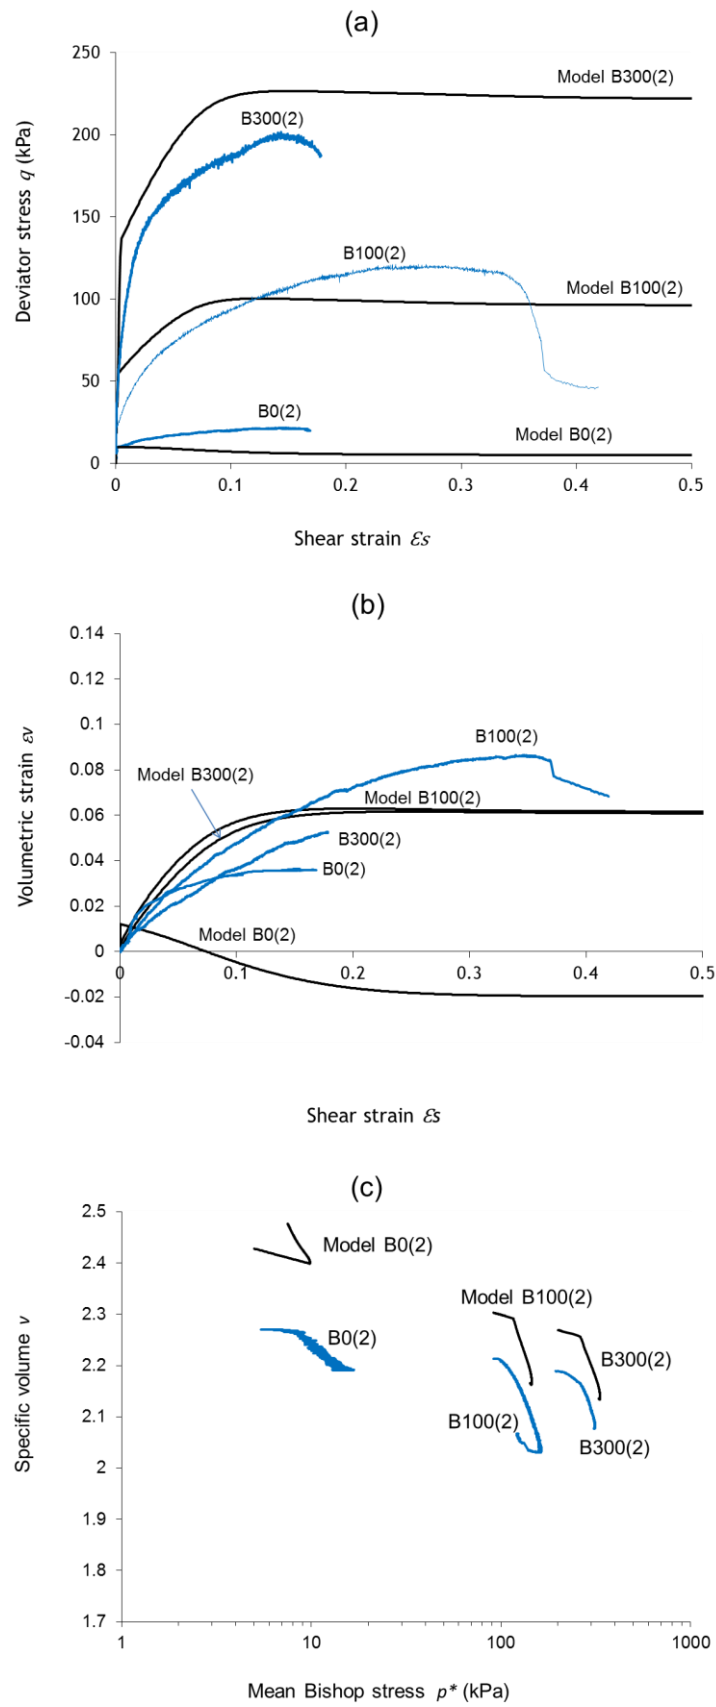 (a)
250
Model B300(2)
B300(2)
200
Deviator stress q (kPa)
150
B100(2)
100
Model B100(2)
50
B0(2)
Model B0(2)
0
0 0.1 0.2 0.3 0.4 0.5
Shear strain Ɛs
(b)
0.14
0.12
Volumetric strain εv
0.1
B100(2)
0.08
Model B300(2)
Model B100(2)
0.06
B300(2)
0.04
B0(2)
0.02
Model B0(2)
0
0 0.1 0.2 0.3 0.4 0.5
-0.02
-0.04
Shear strain Ɛs
(c)
2.5
Model B0(2)
2.4
Model B100(2)
2.3
B0(2)
B300(2)
2.2
Specific volume v
2.1
B100(2)
B300(2)
2
1.9
1.8
1.7
1 10 100 1000
Mean Bishop stress p* (kPa)